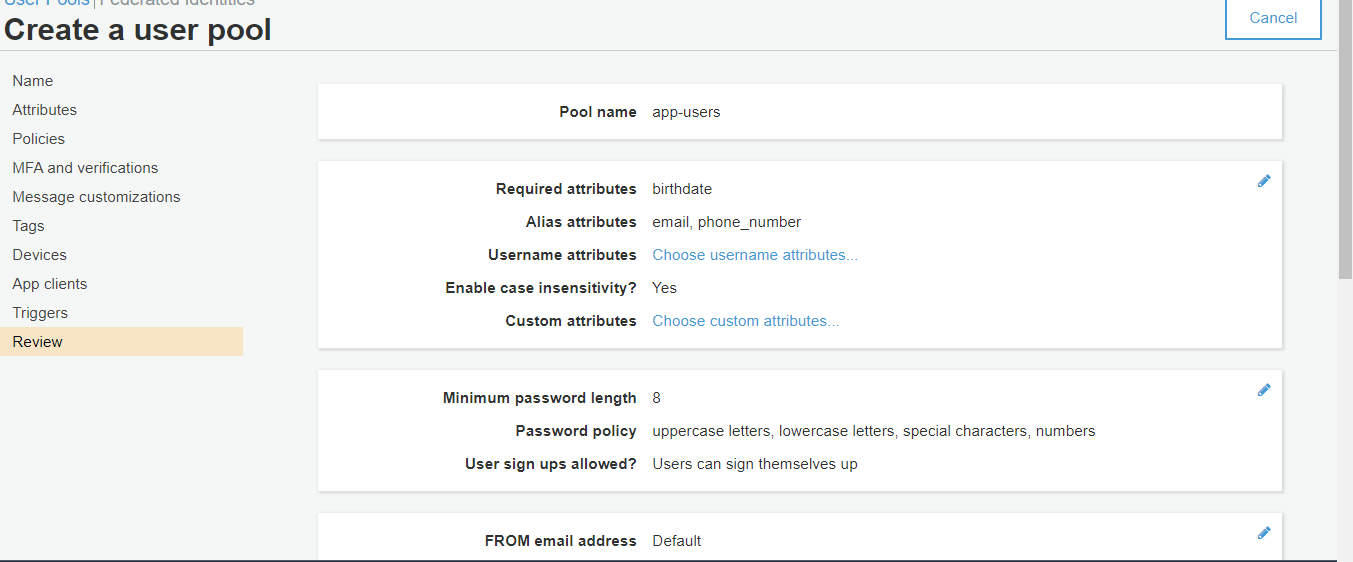 User Pools | Federated Identities
Create a user pool
Cancel
Name
Attributes
Policies
MFA and verifications
Message customizations
Tags
Devices
App clients
Triggers
Review
Pool name app-users
Required attributes birthdate
Alias attributes email, phone_number
Username attributes Choose username attributes...
Enable case insensitivity? Yes
Custom attributes Choose custom attributes...
Minimum password length 8
Password policy uppercase letters, lowercase letters, special characters, numbers
User sign ups allowed? Users can sign themselves up
FROM email address Default